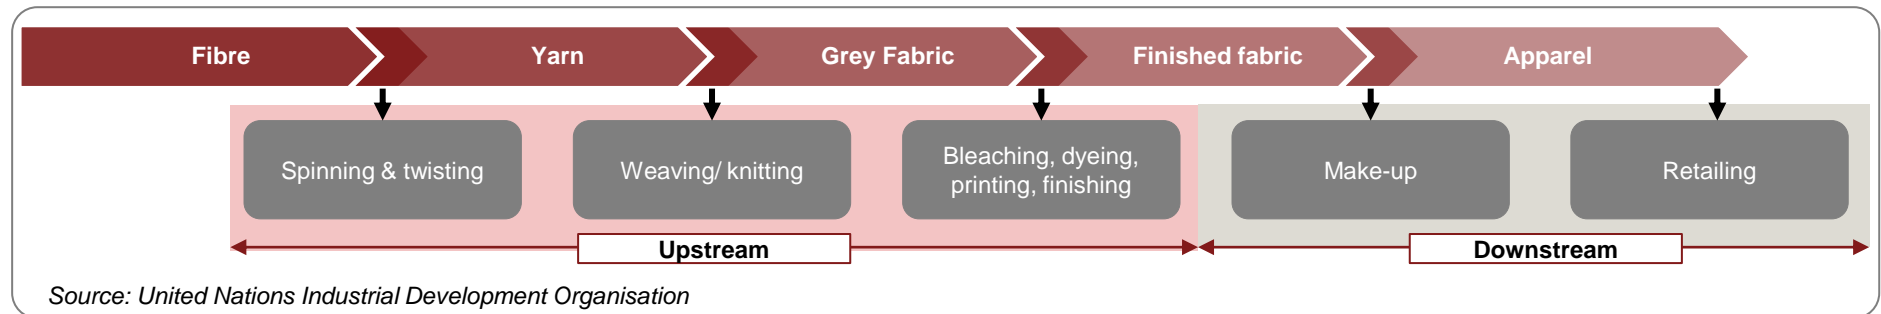 Fibre
Yarn
Grey Fabric
Finished fabric
Apparel
Spinning & twisting
Weaving/ knitting
Bleaching, dyeing,
printing, finishing
Make-up
Retailing
Upstream
Downstream
Source: United Nations Industrial Development Organisation